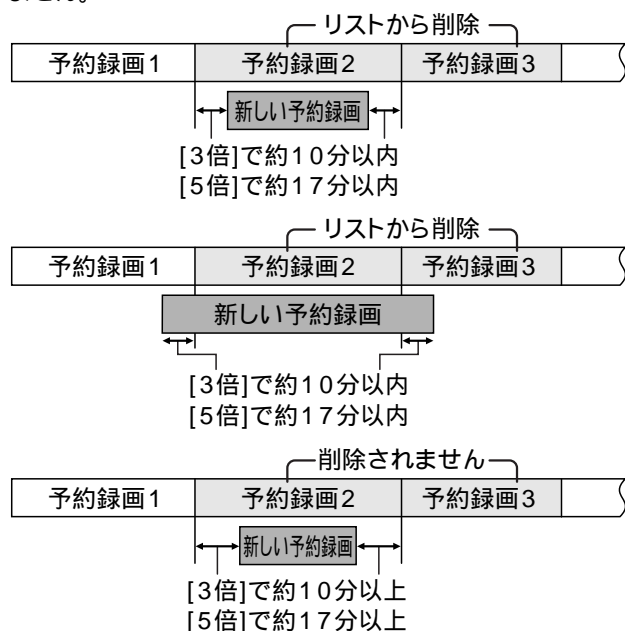 リストから削除
予約録画1 予約録画2 予約録画3
新しい予約録画
[3倍]で約10分以内
[5倍]で約17分以内
リストから削除
予約録画1 予約録画2 予約録画3
新しい予約録画
[3倍]で約10分以内
[5倍]で約17分以内
削除されません
予約録画1 予約録画2 予約録画3
新しい予約録画
[3倍]で約10分以上
[5倍]で約17分以上